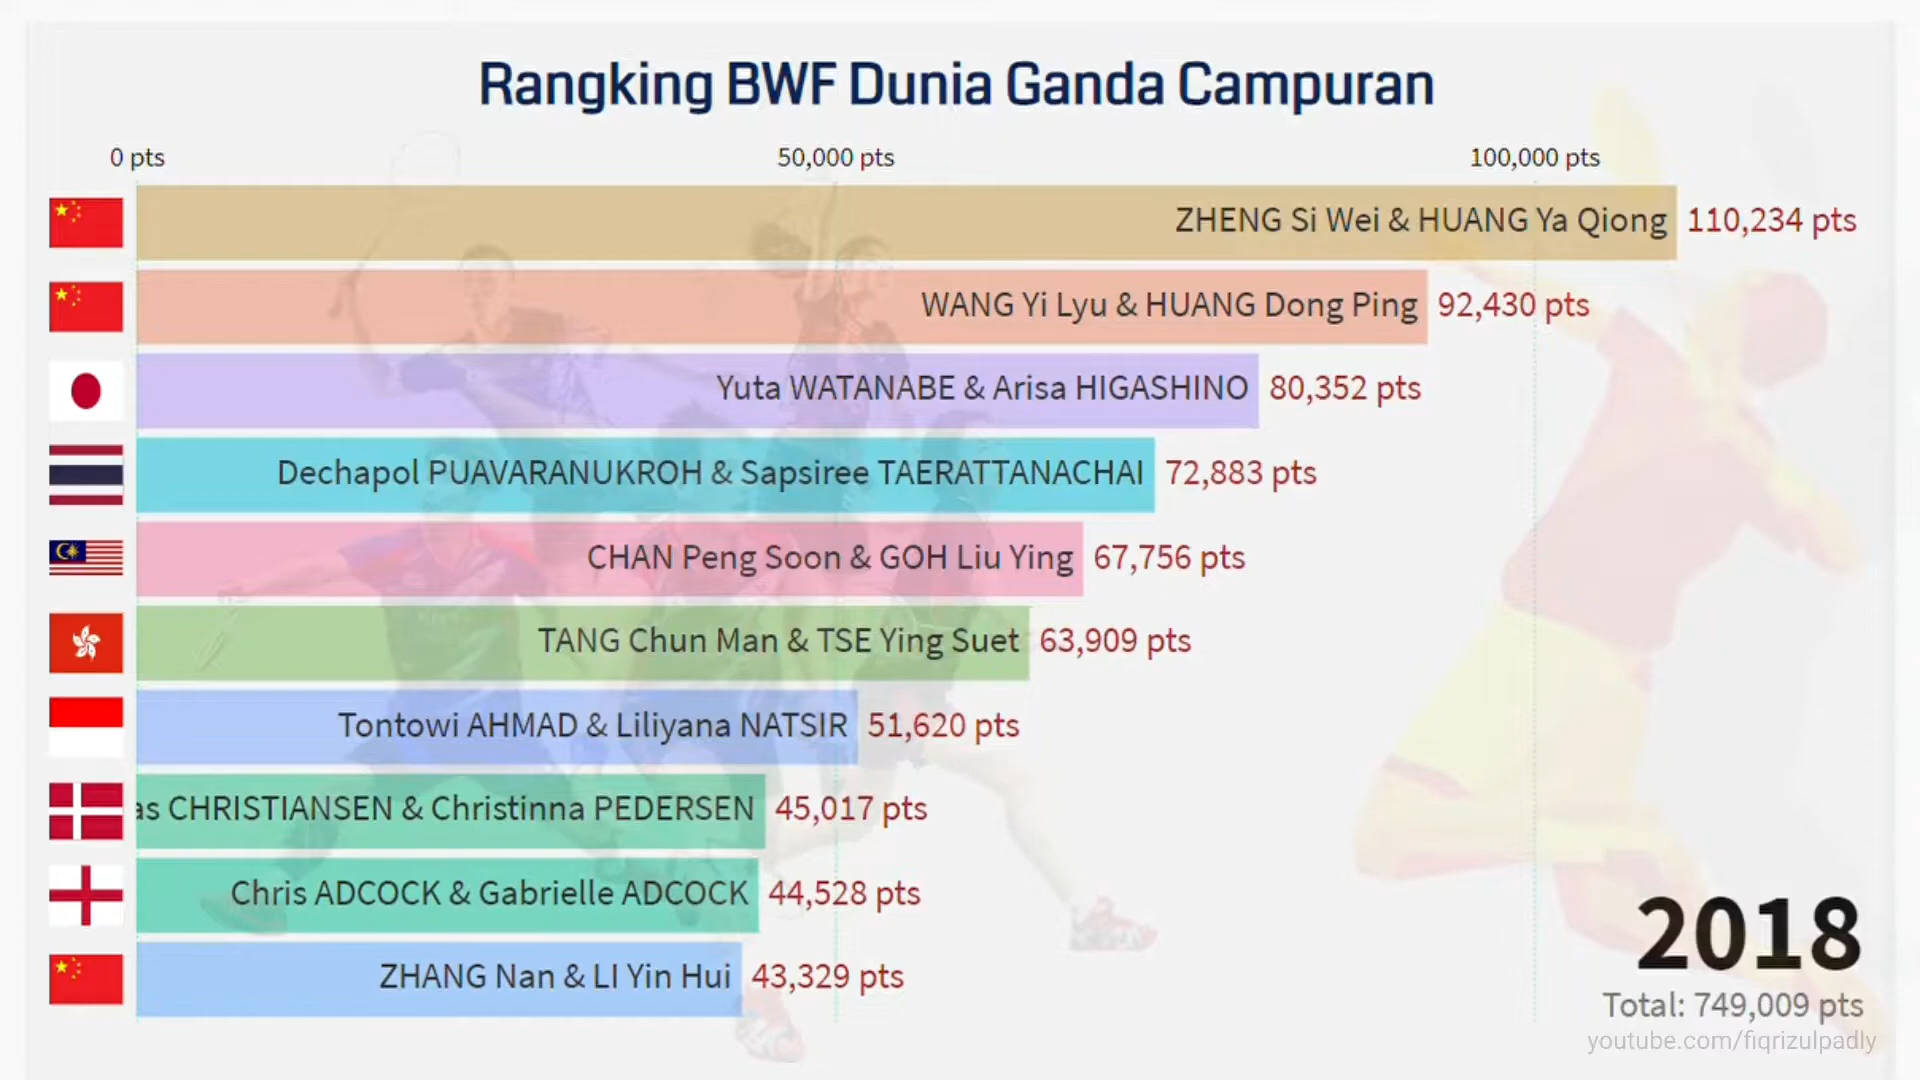 Rangking BWF Dunia Ganda Campuran
0 pts 50,000 pts 100,000 pts
ZHENG Si Wei & HUANG Ya Qiong 110,234 pts
WANG Yi Lyu & HUANG Dong Ping 92,430 pts
Yuta WATANABE & Arisa HIGASHINO 80,352 pts
Dechapol PUAVARANUKROH & Sapsiree TAERATTANACHAI 72,883 pts
CHAN Peng Soon & GOH Liu Ying 67,756 pts
TANG Chun Man & TSE Ying Suet 63,909 pts
Tontowi AHMAD & Liliyana NATSIR 51,620 pts
as CHRISTIANSEN & Christinna PEDERSEN 45,017 pts
Chris ADCOCK & Gabrielle ADCOCK 44,528 pts
ZHANG Nan & LI Yin Hui 43,329 pts
2018
Total: 749,009 pts
youtube.com/fiqrizulpadly